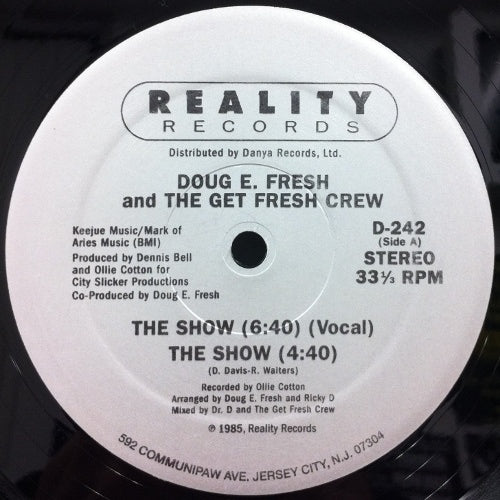 REALITY
RECORDS
Distributed by Danya Records, Ltd.
DOUG E. FRESH
and THE GET FRESH CREW
Keejue Music/Mark of
Aries Music (BMI)
Produced by Dennis Bell
and Ollie Cotton for
City Slicker Productions
Co-Produced by Doug E. Fresh
D-242
(Side A)
STEREO
33⅓ RPM
THE SHOW (6:40) (Vocal)
THE SHOW (4:40)
(D. Davis-R. Walters)
Recorded by Ollie Cotton
Arranged by Doug E. Fresh and Ricky D
Mixed by Dr. D and The Get Fresh Crew
℗ 1985, Reality Records
592 COMMUNIPAW AVE. JERSEY CITY, N.J. 07304